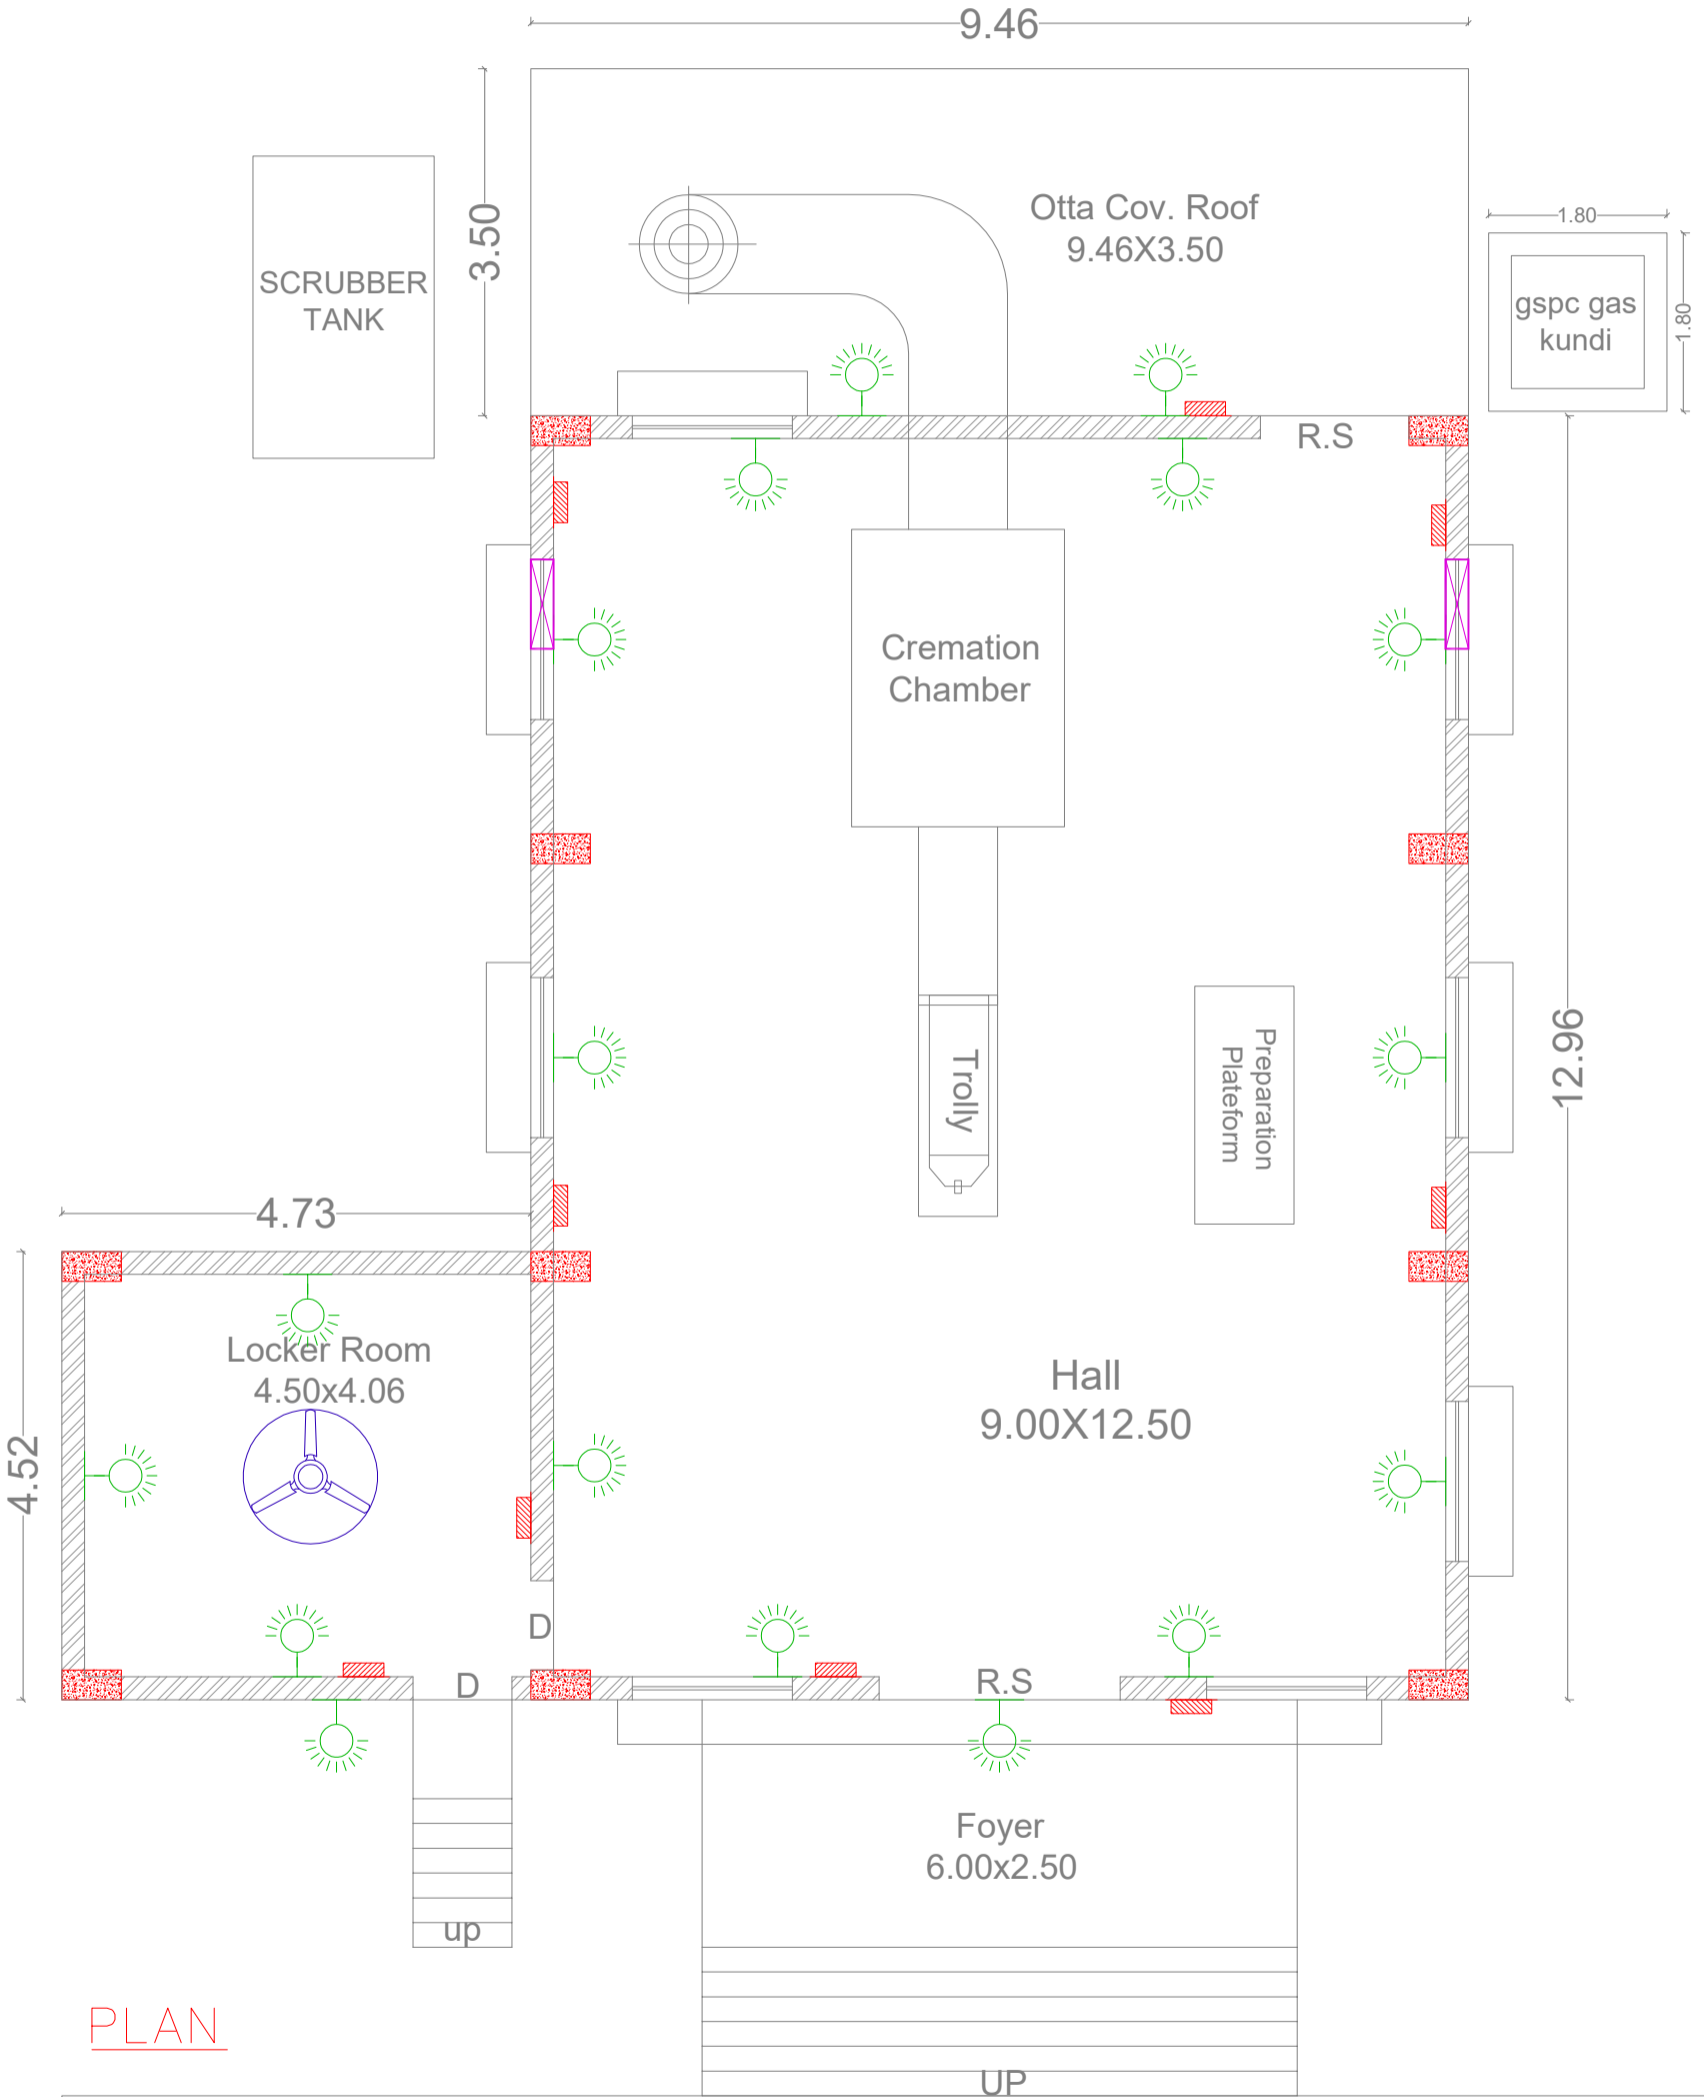 9.46
3.50
Otta Cov. Roof
9.46X3.50
1.80
1.80
SCRUBBER
TANK
gspc gas
kundi
R.S
Cremation
Chamber
12.96
Trolly
Preparation
Plateform
4.73
4.52
Locker Room
4.50x4.06
Hall
9.00X12.50
D
D
R.S
Foyer
6.00x2.50
up
PLAN
UP